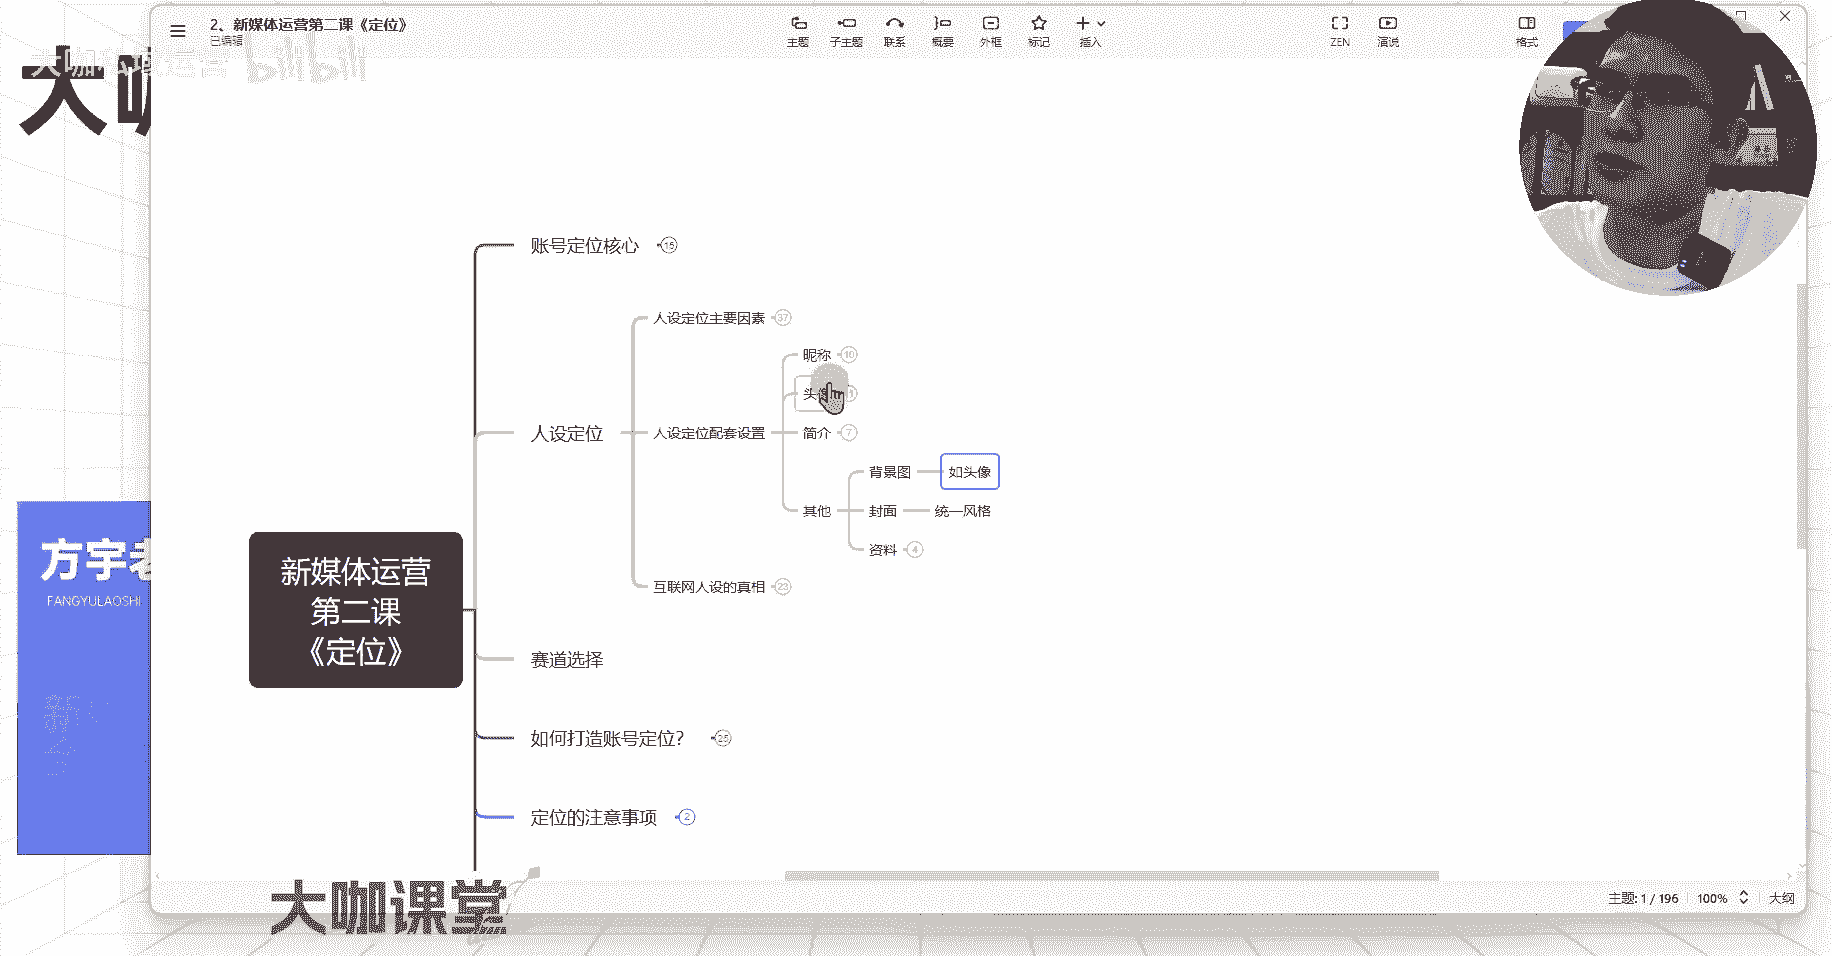 2、新媒体运营第二课《定位》
已编辑
主题
子主题
联系
概要
外框
标记
插入
ZEN
演说
格式
大咖私域运营
bilibili
大咖
账号定位核心 15
人设定位主要因素 37
昵称 10
头像
人设定位
人设定位配套设置
简介 7
背景图
如头像
其他
封面
统一风格
资料 4
互联网人设的真相 23
新媒体运营
第二课
《定位》
赛道选择
如何打造账号定位？ 25
定位的注意事项 2
方宇老
FANGYULAOSHI
大咖课堂
主题: 1 / 196
100%
大纲